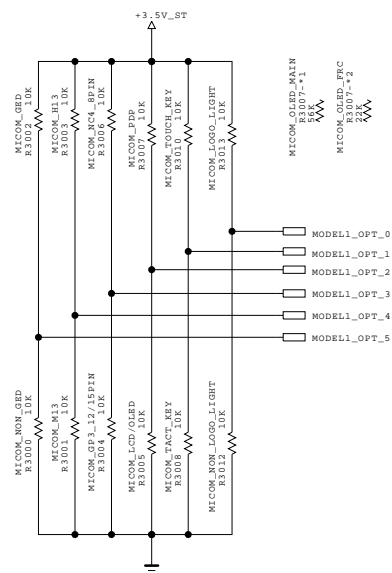 +3.5V_ST
MICOM_GED
R3002 10K
MICOM_H13
R3003 10K
MICOM_NC4_8PIN
R3006 10K
MICOM_PDP
R3007 10K
MICOM_TOUCH_KEY
R3010 10K
MICOM_LOGO_LIGHT
R3013 10K
MICOM_OLED_MAIN
R3007-*1
56K
MICOM_OLED_FRC
R3007-*2
22K
MODEL1_OPT_0
MODEL1_OPT_1
MODEL1_OPT_2
MODEL1_OPT_3
MODEL1_OPT_4
MODEL1_OPT_5
MICOM_NON_GED
R3000 10K
MICOM_M13
R3001 10K
MICOM_GP3_12/15PIN
R3004 10K
MICOM_LCD/OLED
R3005 10K
MICOM_TACT_KEY
R3008 10K
MICOM_NON_LOGO_LIGHT
R3012 10K